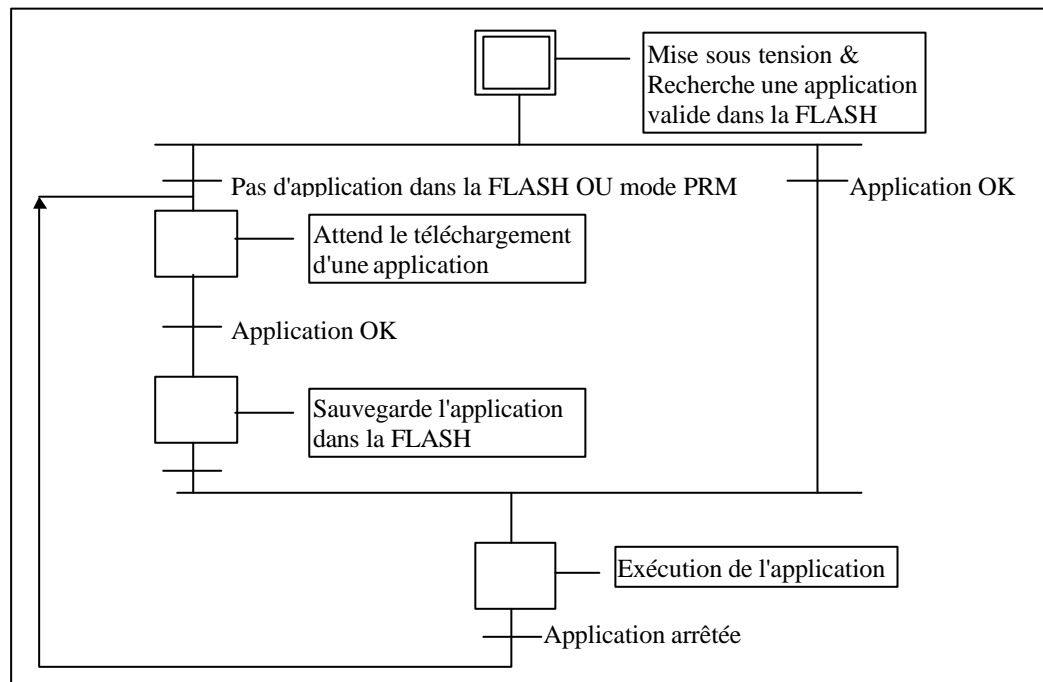 Mise sous tension &
Recherche une application
valide dans la FLASH
Pas d'application dans la FLASH OU mode PRM
Application OK
Attend le téléchargement
d'une application
Application OK
Sauvegarde l'application
dans la FLASH
Exécution de l'application
Application arrêtée